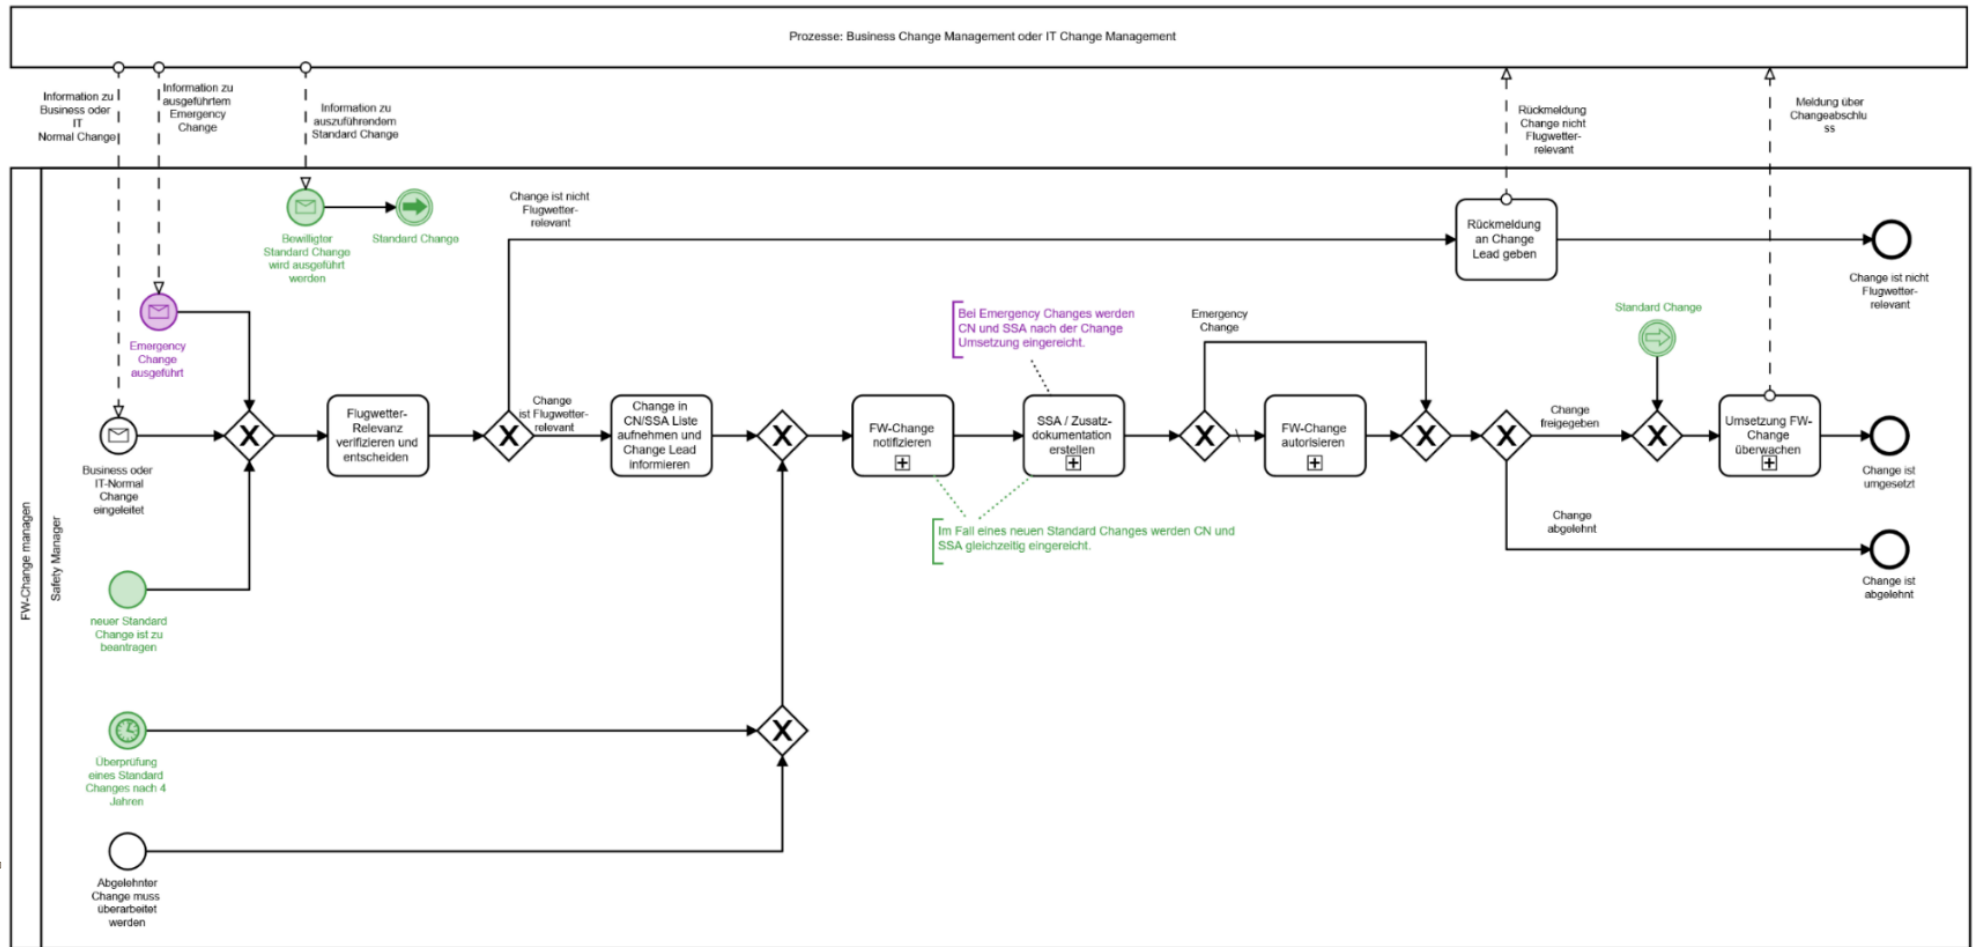 Prozesse: Business Change Management oder IT Change Management
Information zu
Business oder
IT
Normal Change
Information zu
ausgeführtem
Emergency
Change
Information zu
auszuführendem
Standard Change
Rückmeldung
Change nicht
Flugwetter-
relevant
Meldung über
Changeabschlu
ss
FW-Change managen
Safety Manager
Bewilligter
Standard Change
wird ausgeführt
werden
Standard Change
Change ist nicht
Flugwetter-
relevant
Rückmeldung
an Change
Lead geben
Change ist nicht
Flugwetter-
relevant
Emergency
Change
ausgeführt
Bei Emergency Changes werden
CN und SSA nach der Change
Umsetzung eingereicht.
Emergency
Change
Standard Change
Business oder
IT-Normal
Change
eingeleitet
Flugwetter-
Relevanz
verifizieren und
entscheiden
Change
ist Flugwetter-
relevant
Change in
CN/SSA Liste
aufnehmen und
Change Lead
informieren
FW-Change
notifizieren
SSA / Zusatz-
dokumentation
erstellen
FW-Change
autorisieren
Change
freigegeben
Umsetzung FW-
Change
überwachen
Change ist
umgesetzt
Im Fall eines neuen Standard Changes werden CN und
SSA gleichzeitig eingereicht.
Change
abgelehnt
Change ist
abgelehnt
neuer Standard
Change ist zu
beantragen
Überprüfung
eines Standard
Changes nach 4
Jahren
Abgelehnter
Change muss
überarbeitet
werden